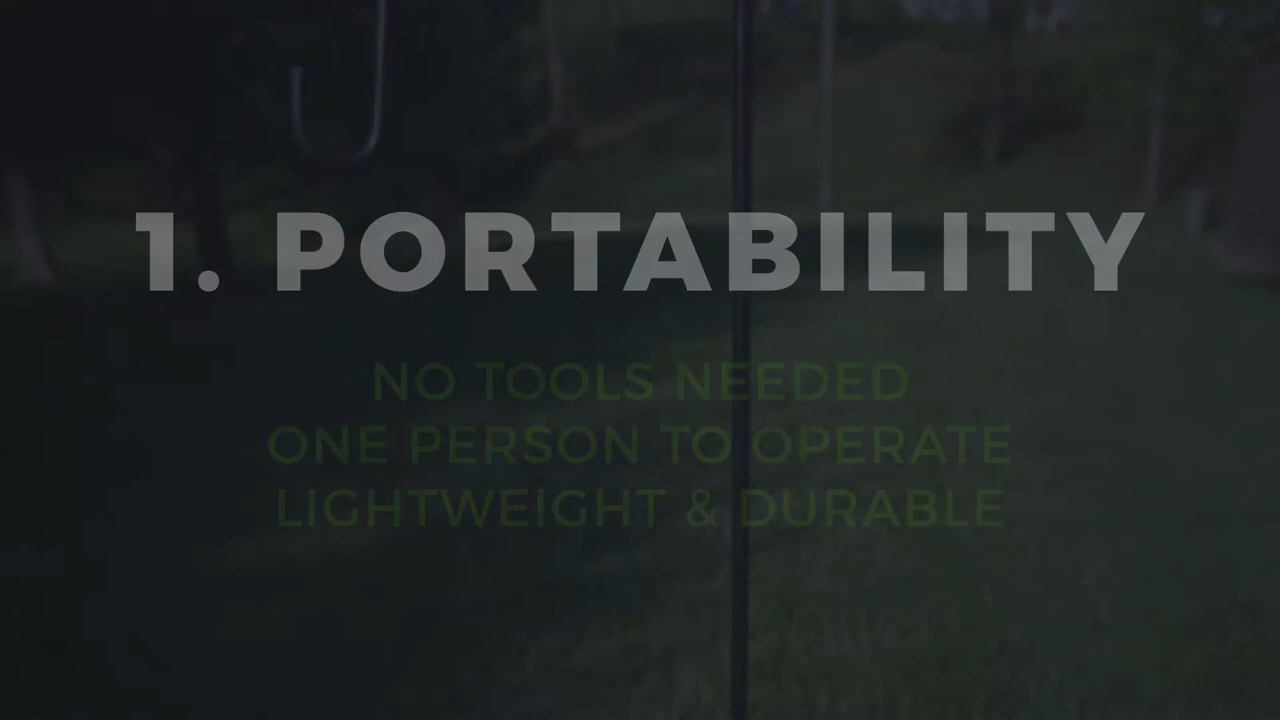 1. PORTABILITY
NO TOOLS NEEDED
ONE PERSON TO OPERATE
LIGHTWEIGHT & DURABLE